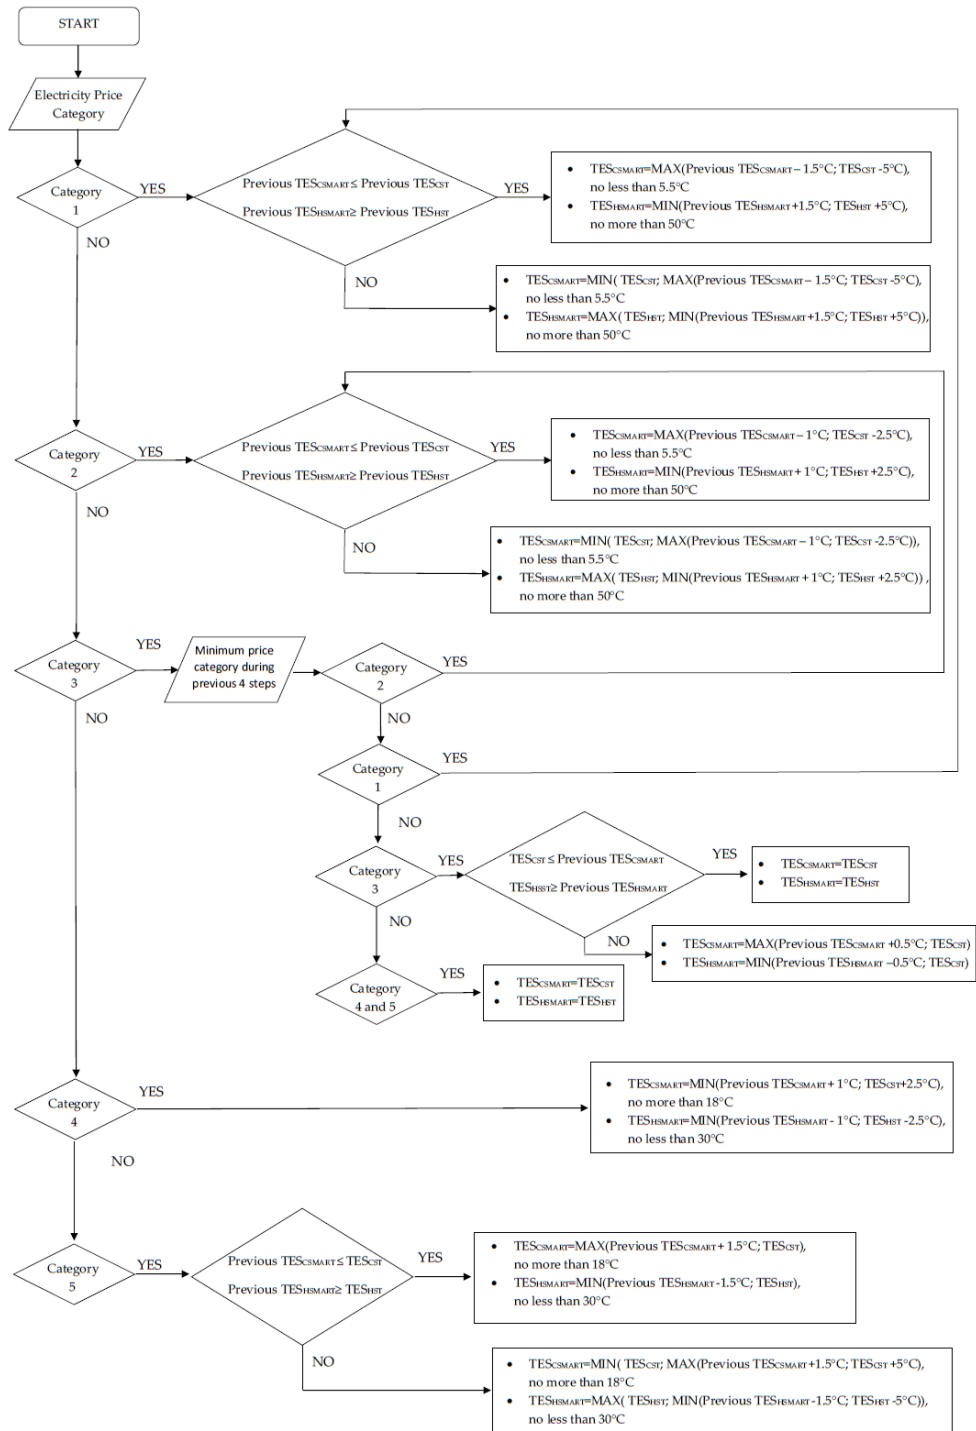 START
Electricity Price
Category
Category
1
YES
Previous TESCSMART ≤ Previous TESCST
Previous TESHSMART≥ Previous TESHST
YES
• TESCSMART=MAX(Previous TESCSMART – 1.5°C; TESCST -5°C),
no less than 5.5°C
• TESHSMART=MIN(Previous TESHSMART +1.5°C; TESHST +5°C),
no more than 50°C
NO
NO
• TESCSMART=MIN( TESCST; MAX(Previous TESCSMART – 1.5°C; TESCST -5°C),
no less than 5.5°C
• TESHSMART=MAX( TESHST; MIN(Previous TESHSMART +1.5°C; TESHST +5°C)),
no more than 50°C
Category
2
YES
Previous TESCSMART ≤ Previous TESCST
Previous TESHSMART≥ Previous TESHST
YES
• TESCSMART=MAX(Previous TESCSMART – 1°C; TESCST -2.5°C),
no less than 5.5°C
• TESHSMART=MIN(Previous TESHSMART + 1°C; TESHST +2.5°C),
no more than 50°C
NO
NO
• TESCSMART=MIN( TESCST; MAX(Previous TESCSMART – 1°C; TESCST -2.5°C)),
no less than 5.5°C
• TESHSMART=MAX( TESHST; MIN(Previous TESHSMART + 1°C; TESHST +2.5°C)) ,
no more than 50°C
Category
3
YES
Minimum price
category during
previous 4 steps
Category
2
YES
NO
NO
Category
1
YES
NO
Category
3
YES
TESCST ≤ Previous TESCSMART
TESHSST≥ Previous TESHSMART
YES
• TESCSMART=TESCST
• TESHSMART=TESHST
NO
NO
• TESCSMART=MAX(Previous TESCSMART +0.5°C; TESCST)
• TESHSMART=MIN(Previous TESHSMART –0.5°C; TESCST)
Category
4 and 5
YES
• TESCSMART=TESCST
• TESHSMART=TESHST
Category
4
YES
• TESCSMART=MIN(Previous TESCSMART + 1°C; TESCST+2.5°C),
no more than 18°C
• TESHSMART=MIN(Previous TESHSMART - 1°C; TESHST -2.5°C),
no less than 30°C
NO
Category
5
YES
Previous TESCSMART ≤ TESCST
Previous TESHSMART≥ TESHST
YES
• TESCSMART=MAX(Previous TESCSMART + 1.5°C; TESCST),
no more than 18°C
• TESHSMART=MIN(Previous TESHSMART -1.5°C; TESHST),
no less than 30°C
NO
• TESCSMART=MIN( TESCST; MAX(Previous TESCSMART +1.5°C; TESCST +5°C),
no more than 18°C
• TESHSMART=MAX( TESHST; MIN(Previous TESHSMART -1.5°C; TESHST -5°C)),
no less than 30°C